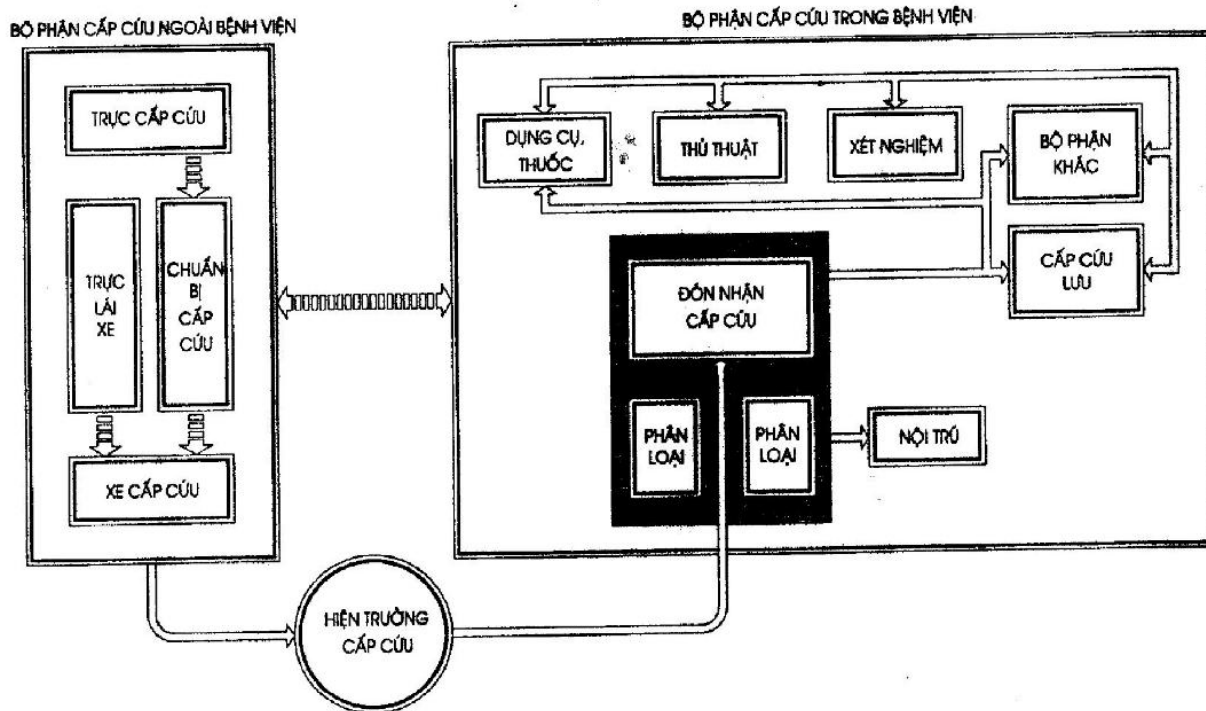 BỘ PHẬN CẤP CỨU NGOÀI BỆNH VIỆN
TRỰC CẤP CỨU
TRỰC
LÁI
XE
CHUẨN
BỊ
CẤP
CỨU
XE CẤP CỨU
HIỆN TRƯỜNG
CẤP CỨU
BỘ PHẬN CẤP CỨU TRONG BỆNH VIỆN
DỤNG CỤ,
THUỐC
THỦ THUẬT
XÉT NGHIỆM
BỘ PHẬN
KHÁC
CẤP CỨU
LƯU
ĐÓN NHẬN
CẤP CỨU
PHÂN
LOẠI
PHÂN
LOẠI
NỘI TRÚ